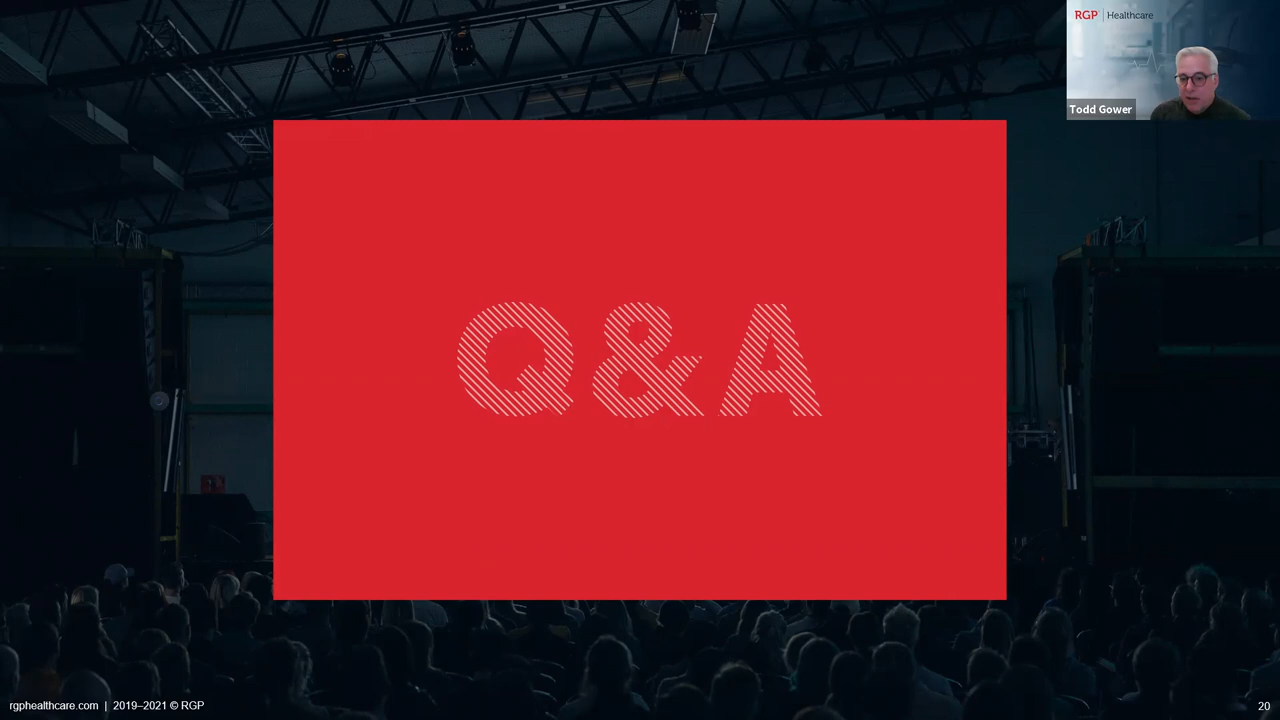 RGP | Healthcare
Todd Gower
Q&A
rgphealthcare.com | 2019–2021 © RGP
20